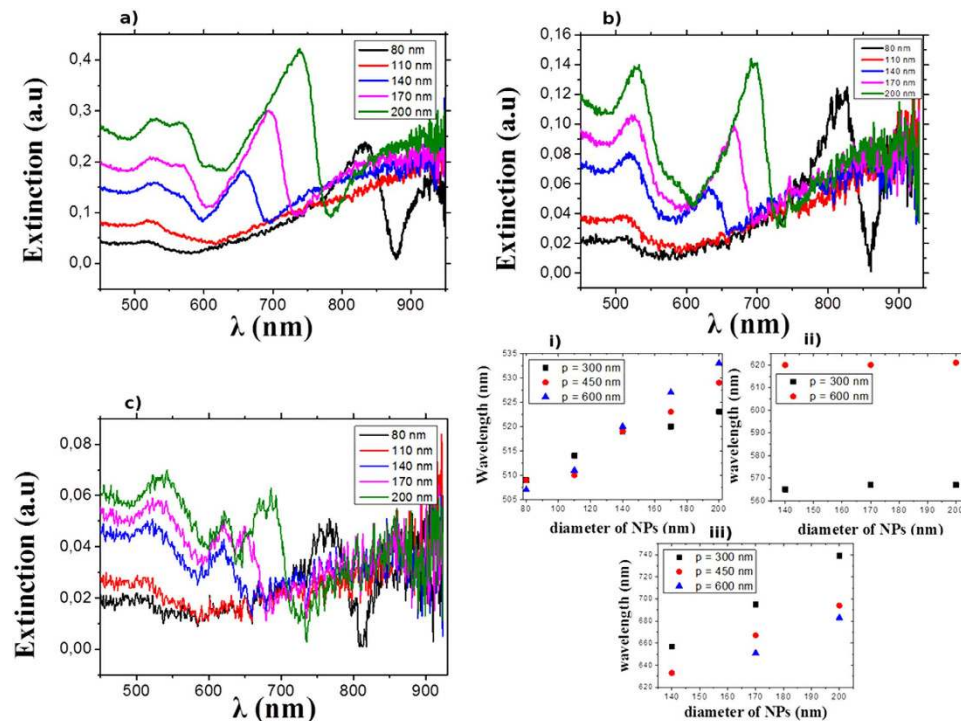 a)
Extinction (a.u)
0,4
0,3
0,2
0,1
0,0
80 nm
110 nm
140 nm
170 nm
200 nm
500 600 700 800 900
λ (nm)
b)
Extinction (a.u)
0,16
0,14
0,12
0,10
0,08
0,06
0,04
0,02
0,00
80 nm
110 nm
140 nm
170 nm
200 nm
500 600 700 800 900
λ (nm)
c)
Extinction (a.u)
0,08
0,06
0,04
0,02
0,00
80 nm
110 nm
140 nm
170 nm
200 nm
500 600 700 800 900
λ (nm)
i)
Wavelength (nm)
535
530
525
520
515
510
505
p = 300 nm
p = 450 nm
p = 600 nm
80 100 120 140 160 180 200
diameter of NPs (nm)
ii)
Wavelength (nm)
620
610
600
590
580
570
560
p = 300 nm
p = 600 nm
140 150 160 170 180 190 200
diameter of NPs (nm)
iii)
wavelength (nm)
740
720
700
680
660
640
620
p = 300 nm
p = 450 nm
p = 600 nm
140 150 160 170 180 190 200
diameter of NPs (nm)